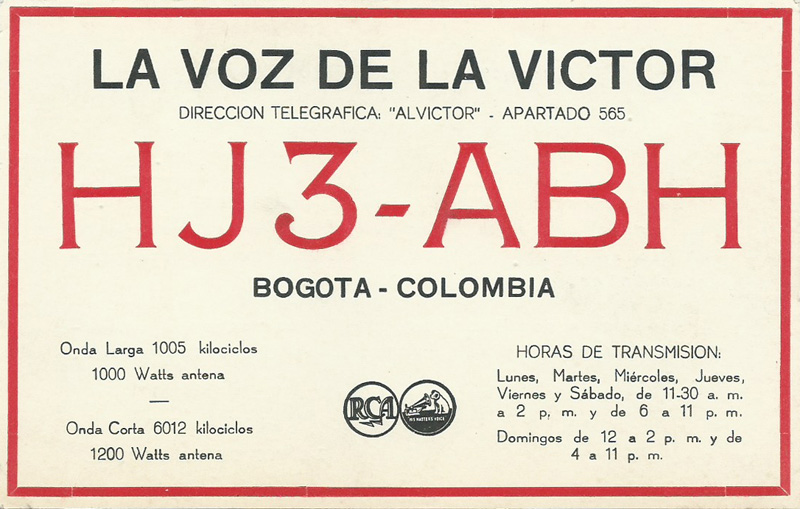 LA VOZ DE LA VICTOR
DIRECCION TELEGRAFICA: "ALVICTOR" - APARTADO 565.
HJ3-ABH
BOGOTA - COLOMBIA
Onda Larga 1005 kilociclos
1000 Watts antena
—
Onda Corta 6012 kilociclos
1200 Watts antena
RCA
HIS MASTER'S VOICE
HORAS DE TRANSMISION:
Lunes, Martes, Miércoles, Jueves,
Viernes y Sábado, de 11-30 a. m.
a 2 p. m. y de 6 a 11 p. m.
Domingos de 12 a 2 p. m. y de
4 a 11 p. m.